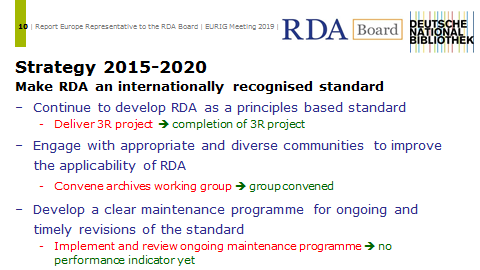 10 | Report Europe Representative to the RDA Board | EURIG Meeting 2019 |
RDA Board
DEUTSCHE
NATIONAL
BIBLIOTHEK
Strategy 2015-2020
Make RDA an internationally recognised standard
– Continue to develop RDA as a principles based standard
- Deliver 3R project ➔ completion of 3R project
– Engage with appropriate and diverse communities to improve
the applicability of RDA
- Convene archives working group ➔ group convened
– Develop a clear maintenance programme for ongoing and
timely revisions of the standard
- Implement and review ongoing maintenance programme ➔ no
performance indicator yet